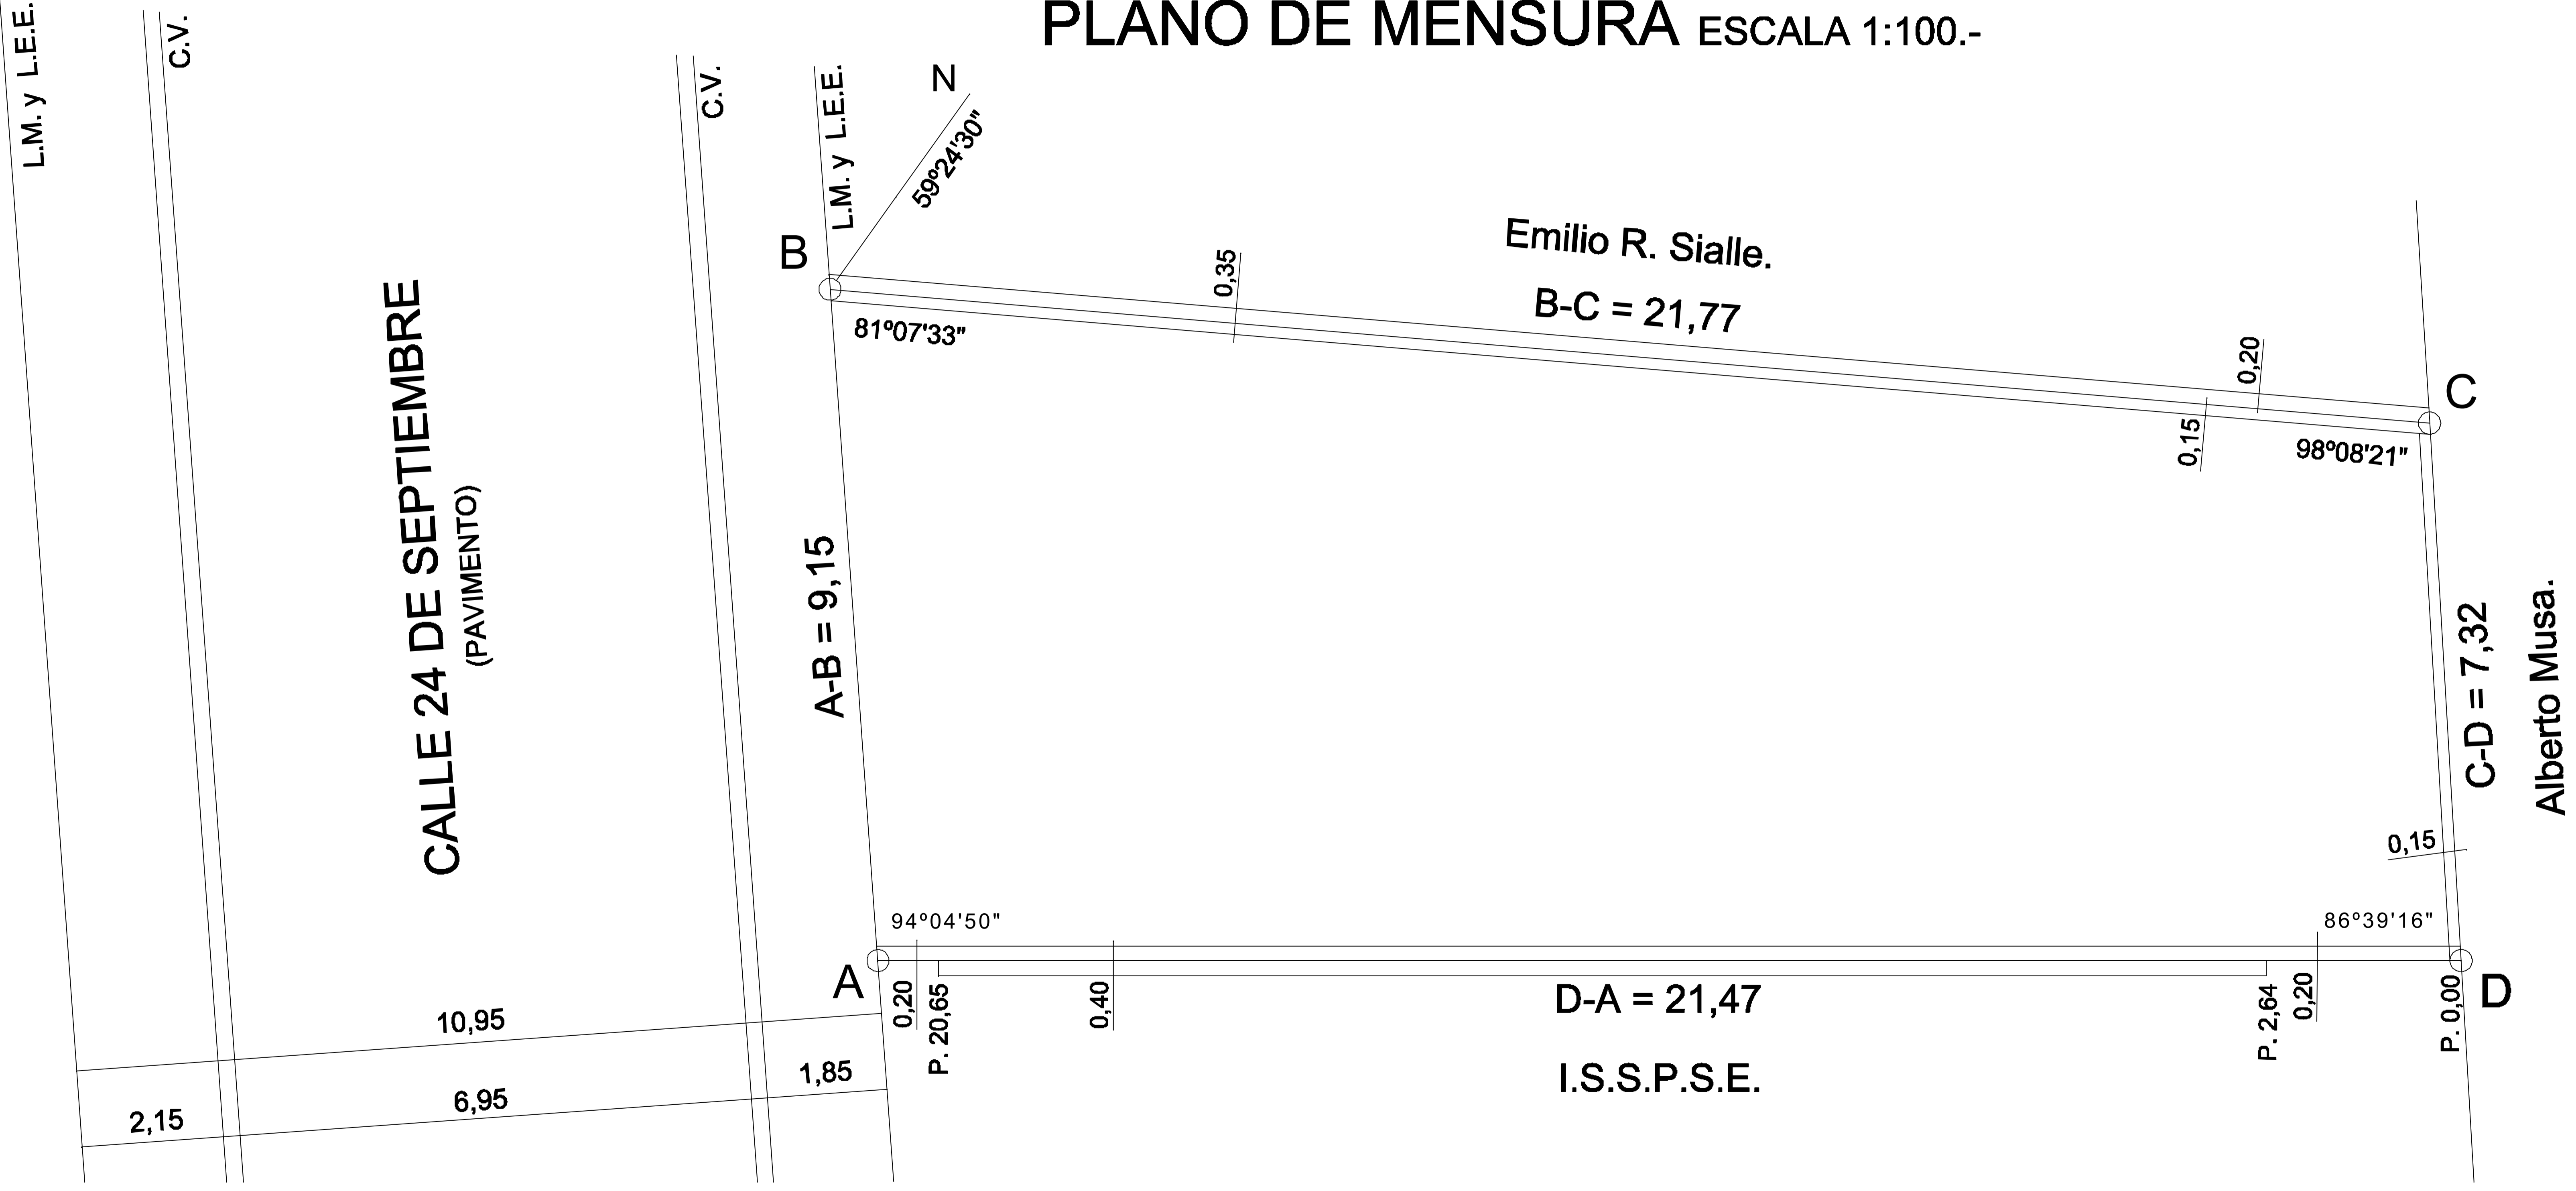 PLANO DE MENSURA ESCALA 1:100.-
L.M. y L.E.E.
C.V.
C.V.
L.M. y L.E.E.
N
59º24'30"
B
81º07'33"
0,35
Emilio R. Sialle.
B-C = 21,77
0,20
0,15
C
98º08'21"
CALLE 24 DE SEPTIEMBRE
(PAVIMENTO)
A-B = 9,15
C-D = 7,32
Alberto Musa.
0,15
94º04'50"
86º39'16"
A
0,20
P. 20,65
0,40
D-A = 21,47
P. 2,64
0,20
P. 0,00
D
I.S.S.P.S.E.
10,95
1,85
6,95
2,15